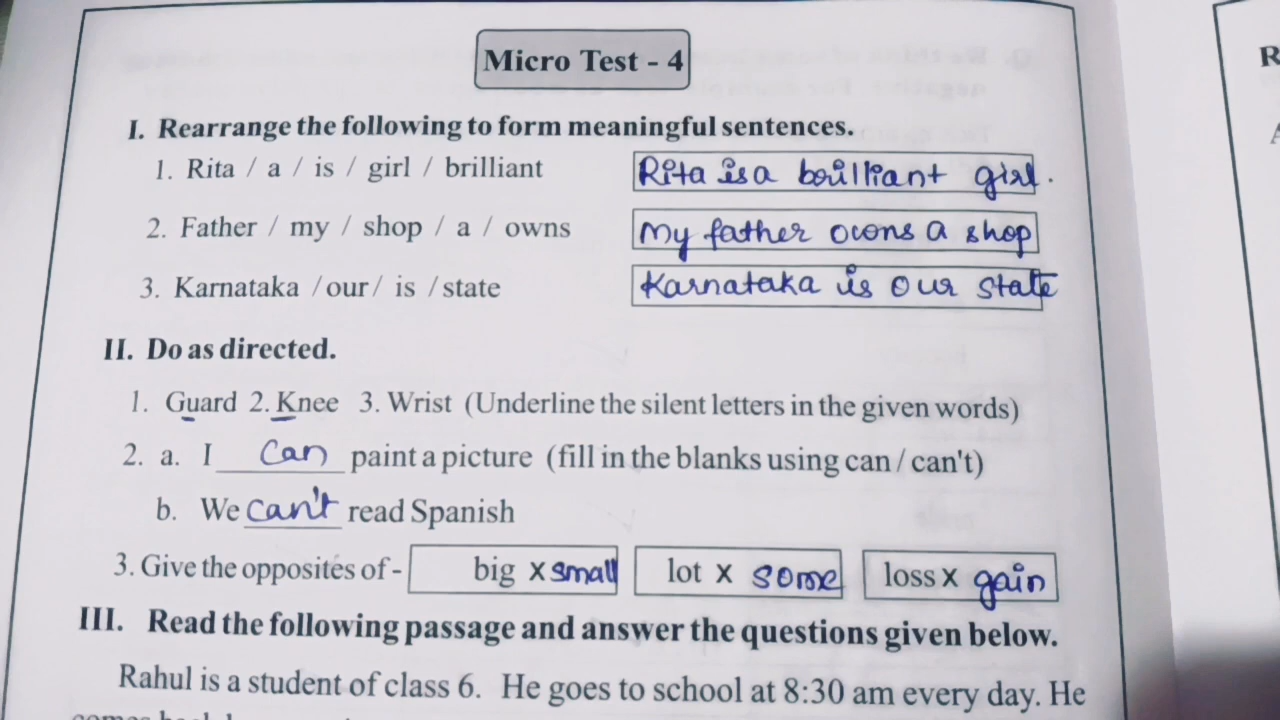 Micro Test - 4
R
I. Rearrange the following to form meaningful sentences.
1. Rita / a / is / girl / brilliant Rita is a brilliant girl.
2. Father / my / shop / a / owns my father owns a shop
3. Karnataka / our / is / state Karnataka is our state
II. Do as directed.
1. Guard 2. Knee 3. Wrist (Underline the silent letters in the given words)
2. a. I can paint a picture (fill in the blanks using can / can't)
b. We can't read Spanish
3. Give the opposites of - big x small lot x some loss x gain
III. Read the following passage and answer the questions given below.
Rahul is a student of class 6. He goes to school at 8:30 am every day. He